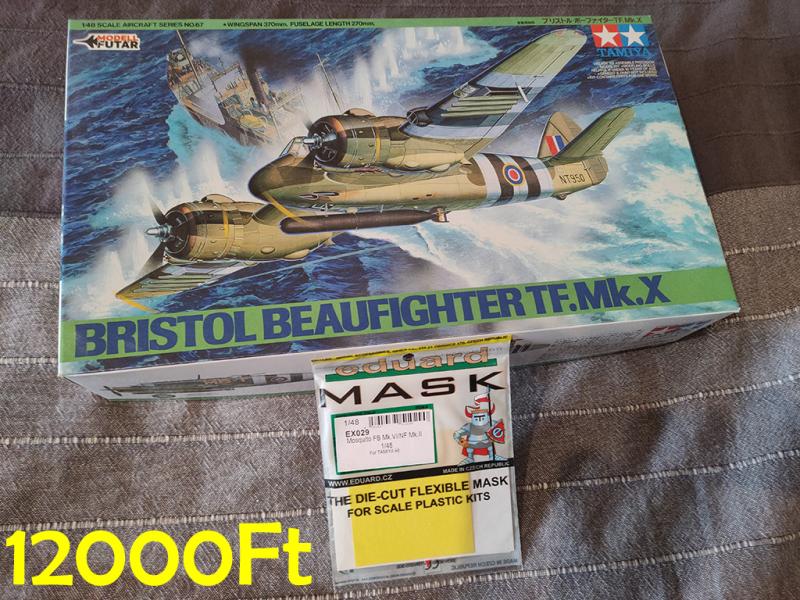 1/48 SCALE AIRCRAFT SERIES NO.67
• WINGSPAN 370mm. FUSELAGE LENGTH 270mm.
ブリストル ボーファイターTF.Mk.X
MODELL
FUTAR
TAMIYA
NT950
BRISTOL BEAUFIGHTER TF.Mk.X
eduard
MASK
1/48
EX029
Mosquito FB Mk.VI/NF Mk.II
1/48
For TAMIYA kit
MADE IN CZECH REPUBLIC
WWW.EDUARD.CZ
THE DIE-CUT FLEXIBLE MASK
FOR SCALE PLASTIC KITS
12000Ft